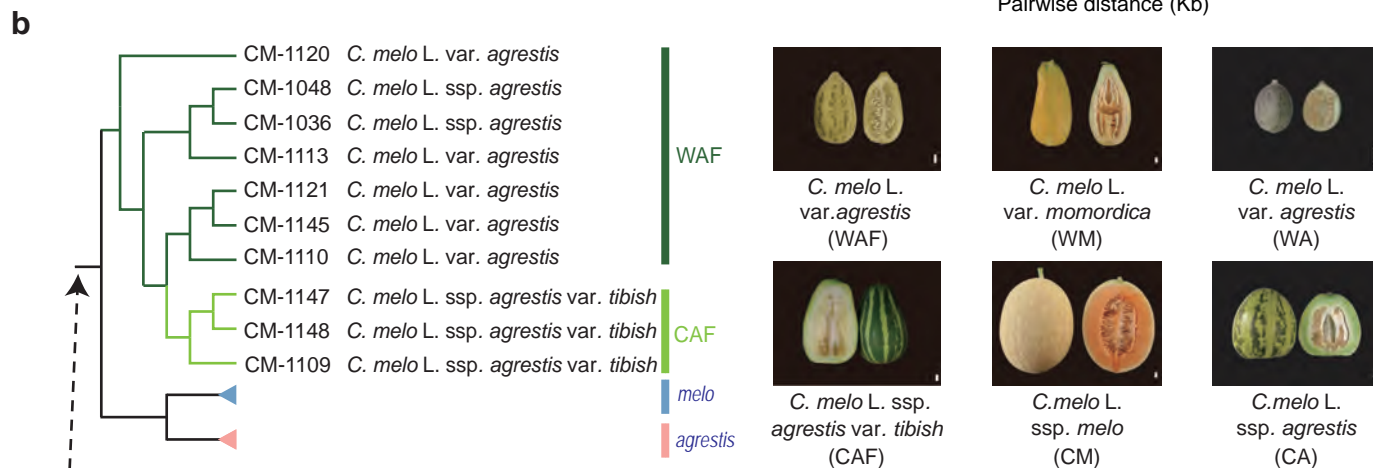 Pairwise distance (Kb)
b
CM-1120 C. melo L. var. agrestis
CM-1048 C. melo L. ssp. agrestis
CM-1036 C. melo L. ssp. agrestis
CM-1113 C. melo L. var. agrestis
CM-1121 C. melo L. var. agrestis
CM-1145 C. melo L. var. agrestis
CM-1110 C. melo L. var. agrestis
WAF
CM-1147 C. melo L. ssp. agrestis var. tibish
CM-1148 C. melo L. ssp. agrestis var. tibish
CM-1109 C. melo L. ssp. agrestis var. tibish
CAF
melo
agrestis
C. melo L.
var.agrestis
(WAF)
C. melo L.
var. momordica
(WM)
C. melo L.
var. agrestis
(WA)
C. melo L. ssp.
agrestis var. tibish
(CAF)
C.melo L.
ssp. melo
(CM)
C.melo L.
ssp. agrestis
(CA)